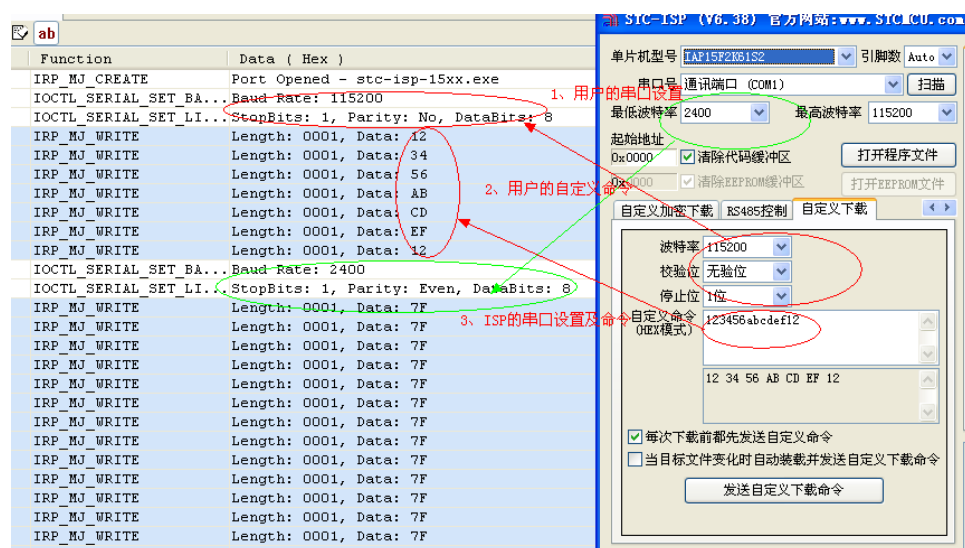 ab
Function Data ( Hex )
IRP_MJ_CREATE Port Opened - stc-isp-15xx.exe
IOCTL_SERIAL_SET_BA...Baud Rate: 115200
IOCTL_SERIAL_SET_LI...StopBits: 1, Parity: No, DataBits: 8
IRP_MJ_WRITE Length: 0001, Data: 12
IRP_MJ_WRITE Length: 0001, Data: 34
IRP_MJ_WRITE Length: 0001, Data: 56
IRP_MJ_WRITE Length: 0001, Data: AB
IRP_MJ_WRITE Length: 0001, Data: CD
IRP_MJ_WRITE Length: 0001, Data: EF
IRP_MJ_WRITE Length: 0001, Data: 12
IOCTL_SERIAL_SET_BA...Baud Rate: 2400
IOCTL_SERIAL_SET_LI...StopBits: 1, Parity: Even, DataBits: 8
IRP_MJ_WRITE Length: 0001, Data: 7F
IRP_MJ_WRITE Length: 0001, Data: 7F
IRP_MJ_WRITE Length: 0001, Data: 7F
IRP_MJ_WRITE Length: 0001, Data: 7F
IRP_MJ_WRITE Length: 0001, Data: 7F
IRP_MJ_WRITE Length: 0001, Data: 7F
IRP_MJ_WRITE Length: 0001, Data: 7F
IRP_MJ_WRITE Length: 0001, Data: 7F
IRP_MJ_WRITE Length: 0001, Data: 7F
IRP_MJ_WRITE Length: 0001, Data: 7F
IRP_MJ_WRITE Length: 0001, Data: 7F
IRP_MJ_WRITE Length: 0001, Data: 7F
IRP_MJ_WRITE Length: 0001, Data: 7F
1、用户的串口设置
2、用户的自定义命令
3、ISP的串口设置及命令
STC-ISP (V6.38) 官方网站:www.STCMCU.com
单片机型号 IAP15F2K61S2 引脚数 Auto
串口号 通讯端口 (COM1) 扫描
最低波特率 2400 最高波特率 115200
起始地址
0x0000 清除代码缓冲区 打开程序文件
0x0000 清除EEPROM缓冲区 打开EEPROM文件
自定义加密下载 RS485控制 自定义下载
波特率 115200
校验位 无验位
停止位 1位
自定义命令 123456abcdef12
(HEX模式)
12 34 56 AB CD EF 12
每次下载前都先发送自定义命令
当目标文件变化时自动装载并发送自定义下载命令
发送自定义下载命令